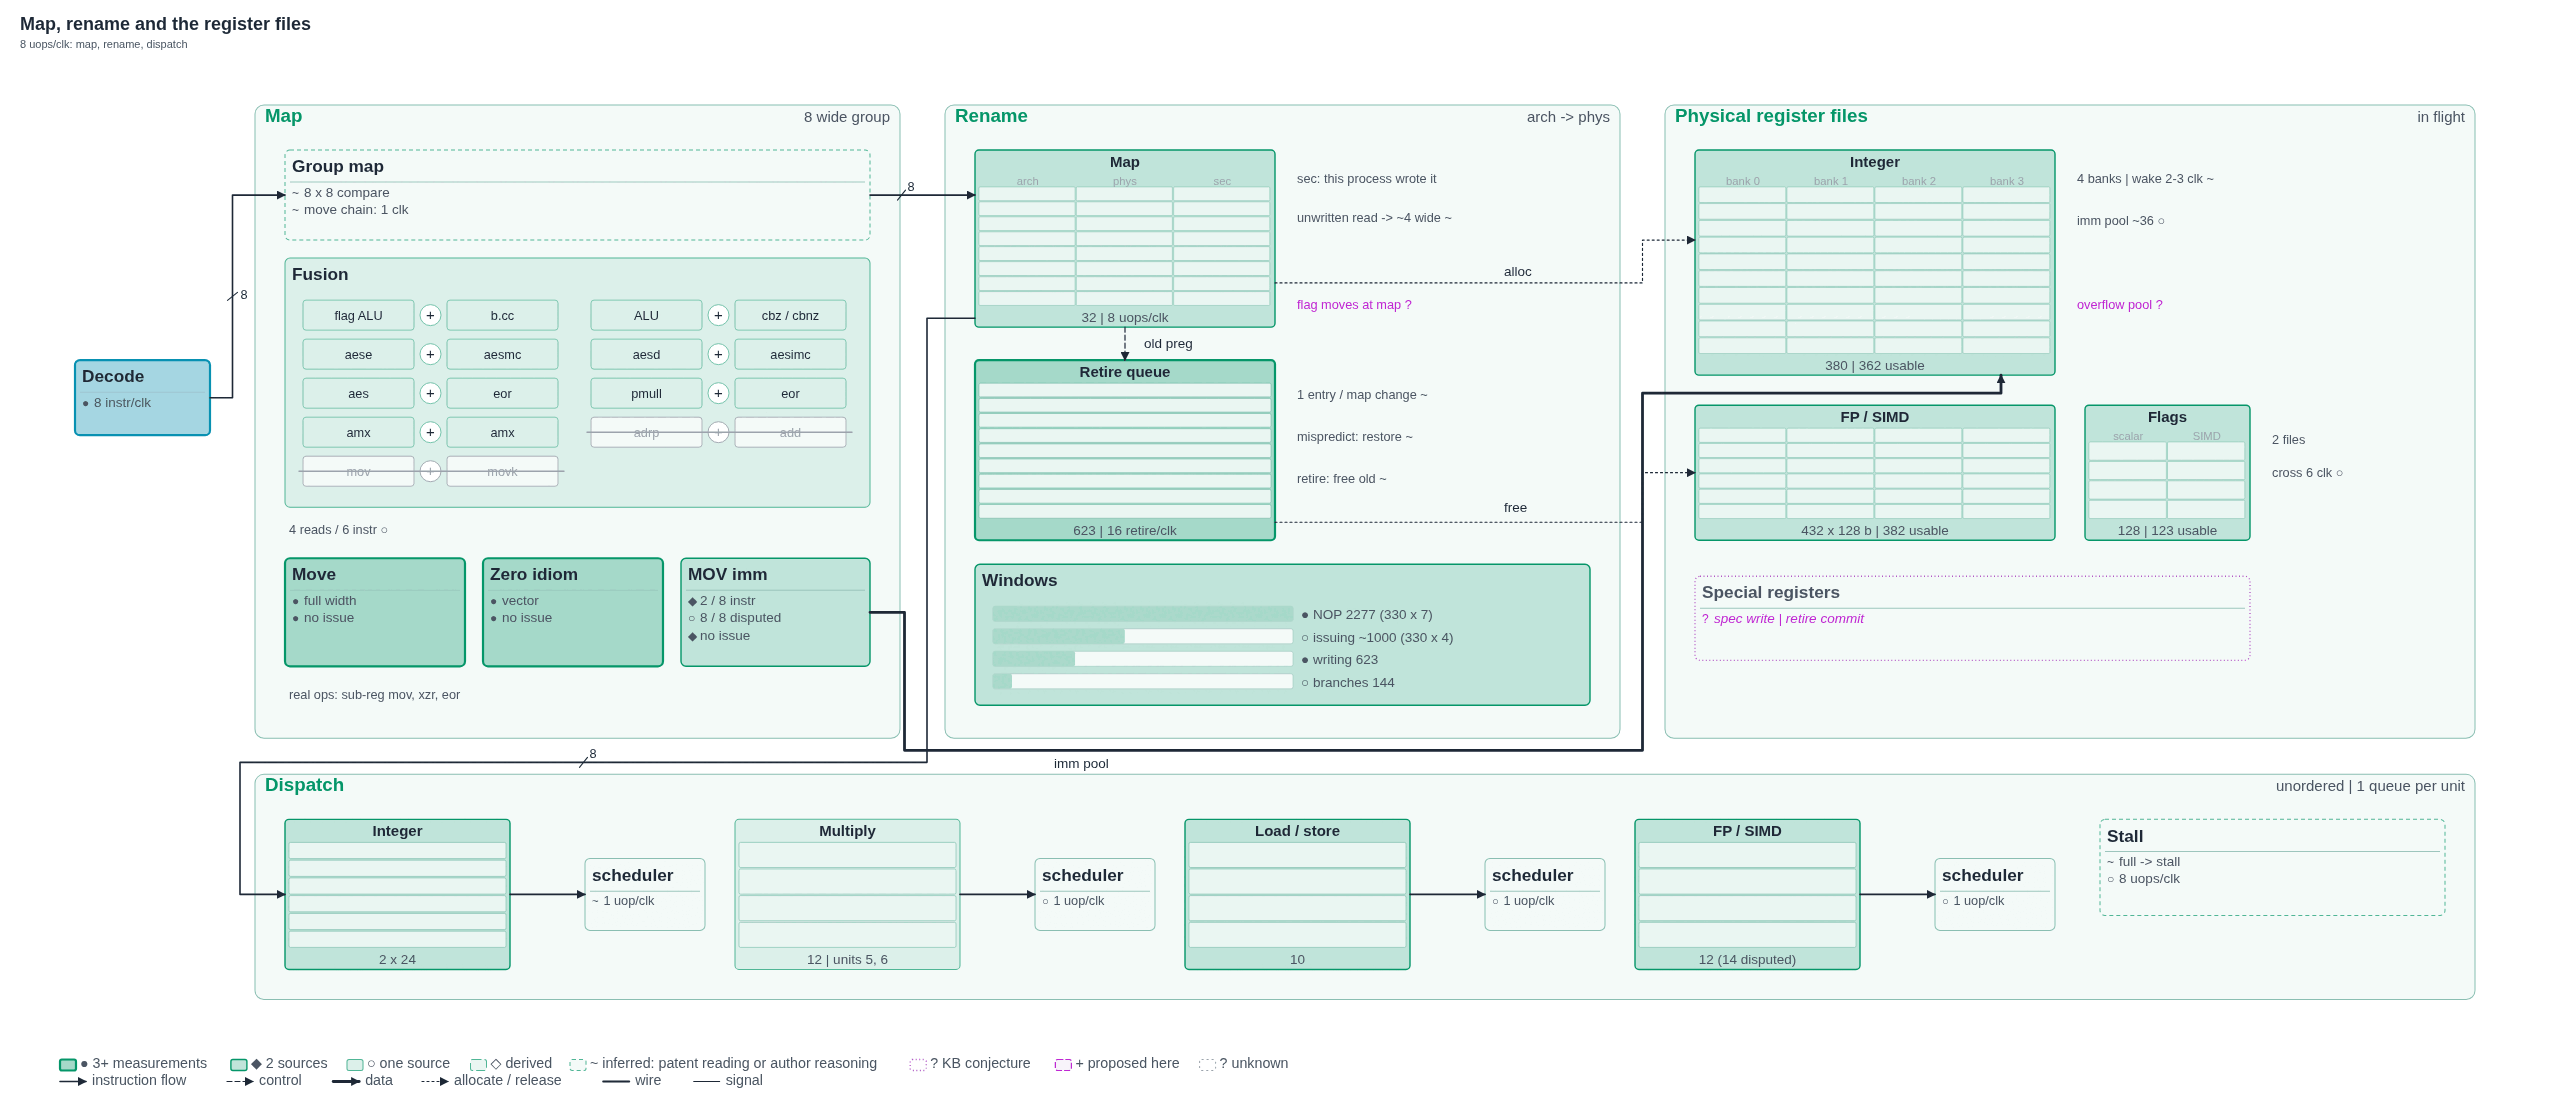 Map, rename and the register files
8 uops/clk: map, rename, dispatch
Map
8 wide group
Group map
~ 8 x 8 compare
~ move chain: 1 clk
8
8
Decode
● 8 instr/clk
Fusion
flag ALU + b.cc
ALU + cbz / cbnz
aese + aesmc
aesd + aesimc
aes + eor
pmull + eor
amx + amx
adrp + add
mov + movk
4 reads / 6 instr ○
Move
● full width
● no issue
Zero idiom
● vector
● no issue
MOV imm
◆ 2 / 8 instr
○ 8 / 8 disputed
◆ no issue
real ops: sub-reg mov, xzr, eor
Rename
arch -> phys
Map
arch phys sec
32 | 8 uops/clk
sec: this process wrote it
unwritten read -> ~4 wide ~
alloc
flag moves at map ?
old preg
Retire queue
623 | 16 retire/clk
1 entry / map change ~
mispredict: restore ~
retire: free old ~
free
Windows
● NOP 2277 (330 x 7)
○ issuing ~1000 (330 x 4)
● writing 623
○ branches 144
Physical register files
in flight
Integer
bank 0 bank 1 bank 2 bank 3
380 | 362 usable
4 banks | wake 2-3 clk ~
imm pool ~36 ○
overflow pool ?
FP / SIMD
432 x 128 b | 382 usable
Flags
scalar SIMD
128 | 123 usable
2 files
cross 6 clk ○
Special registers
? spec write | retire commit
8
imm pool
Dispatch
unordered | 1 queue per unit
Integer
2 x 24
scheduler
~ 1 uop/clk
Multiply
12 | units 5, 6
scheduler
○ 1 uop/clk
Load / store
10
scheduler
○ 1 uop/clk
FP / SIMD
12 (14 disputed)
scheduler
○ 1 uop/clk
Stall
~ full -> stall
○ 8 uops/clk
● 3+ measurements ◆ 2 sources ○ one source ◇ derived ~ inferred: patent reading or author reasoning ? KB conjecture + proposed here ? unknown
instruction flow control data allocate / release wire signal